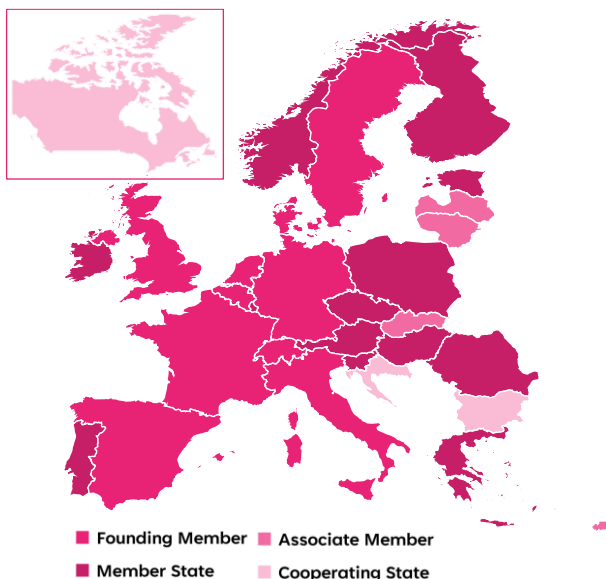 Founding Member
Associate Member
Member State
Cooperating State